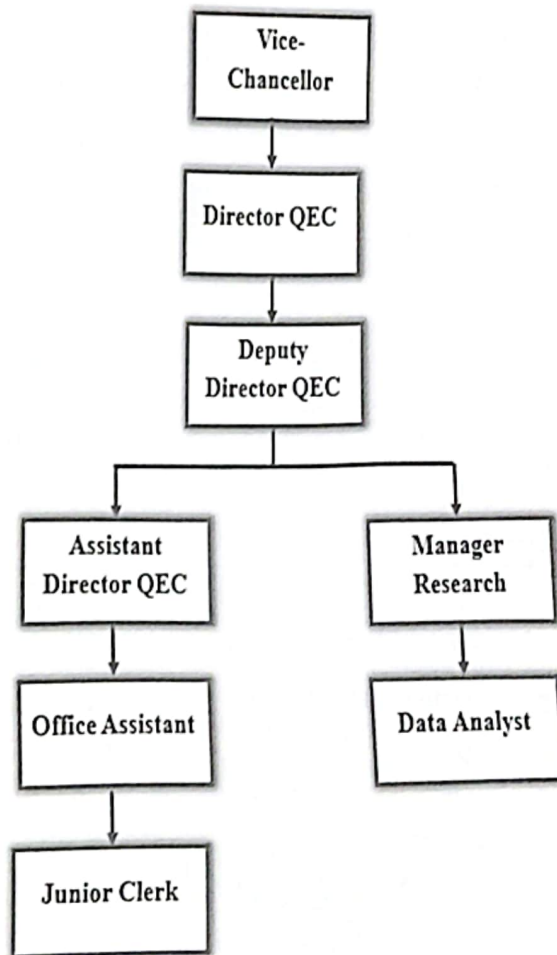 Vice-
Chancellor
Director QEC
Deputy
Director QEC
Assistant
Director QEC
Manager
Research
Office Assistant
Data Analyst
Junior Clerk